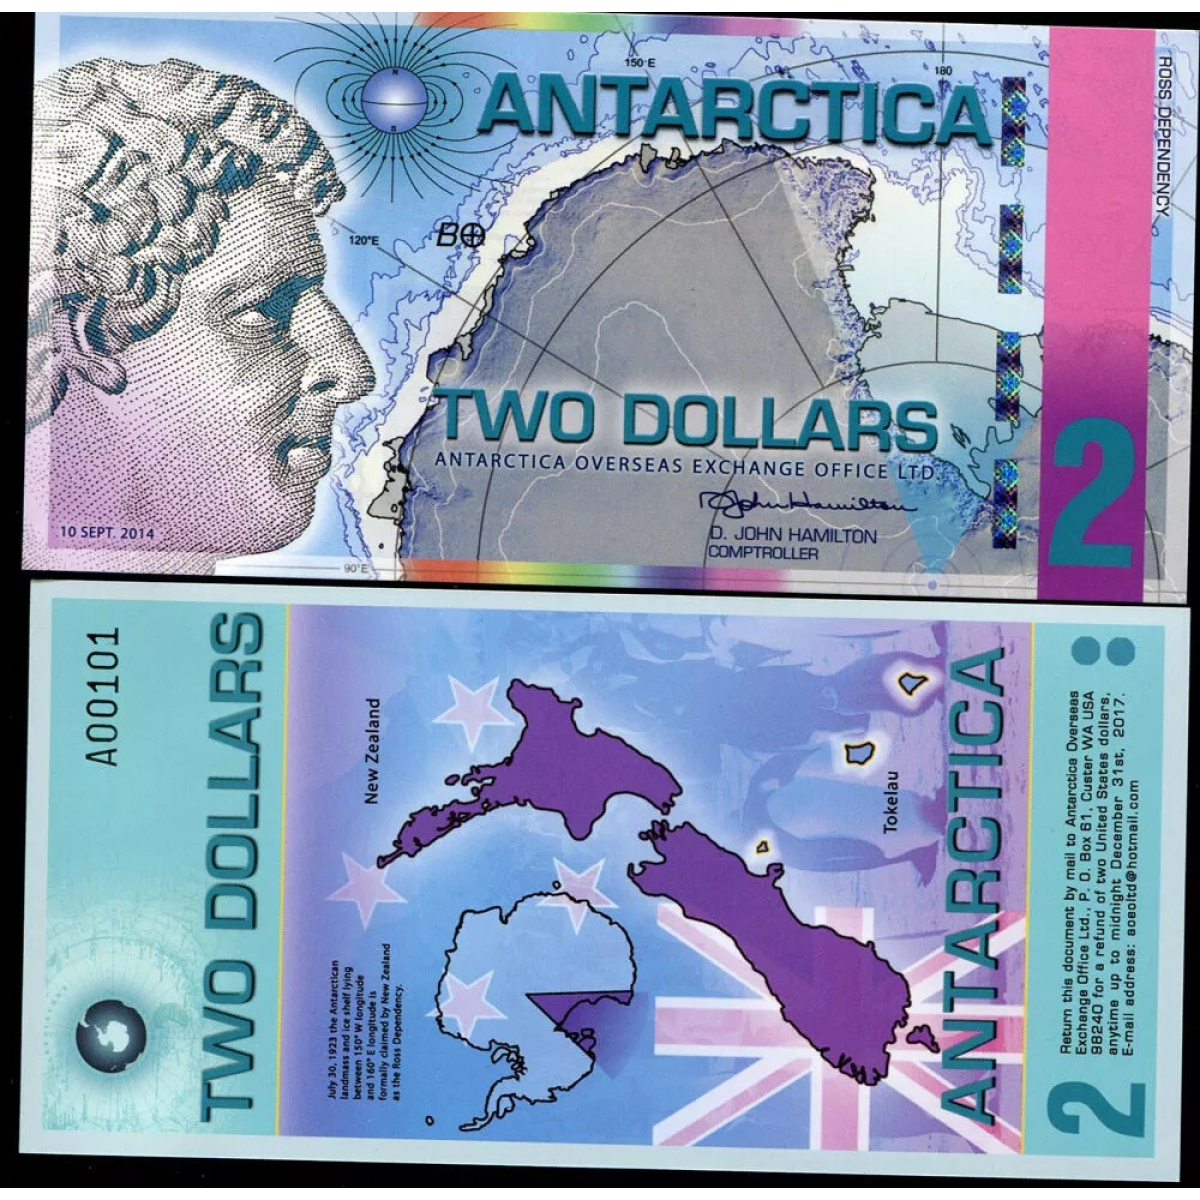 150°E
180
ROSS DEPENDENCY
N
S
ANTARCTICA
120°E
TWO DOLLARS
ANTARCTICA OVERSEAS EXCHANGE OFFICE LTD.
D John Hamilton
10 SEPT. 2014
D. JOHN HAMILTON
COMPTROLLER
90°E
2
A001101
TWO DOLLARS
New Zealand
July 30, 1923 the Antarctican
landmass and ice shelf lying
between 150° W longitude
and 160° E longitude is
formally claimed by New Zealand
as the Ross Dependency.
Tokelau
ANTARCTICA
Return this document by mail to Antarctica Overseas
Exchange Office Ltd., P. O. Box 61, Custer WA USA
98240 for a refund of two United States dollars,
anytime up to midnight December 31st, 2017.
E-mail address: aoeoltd@hotmail.com
2